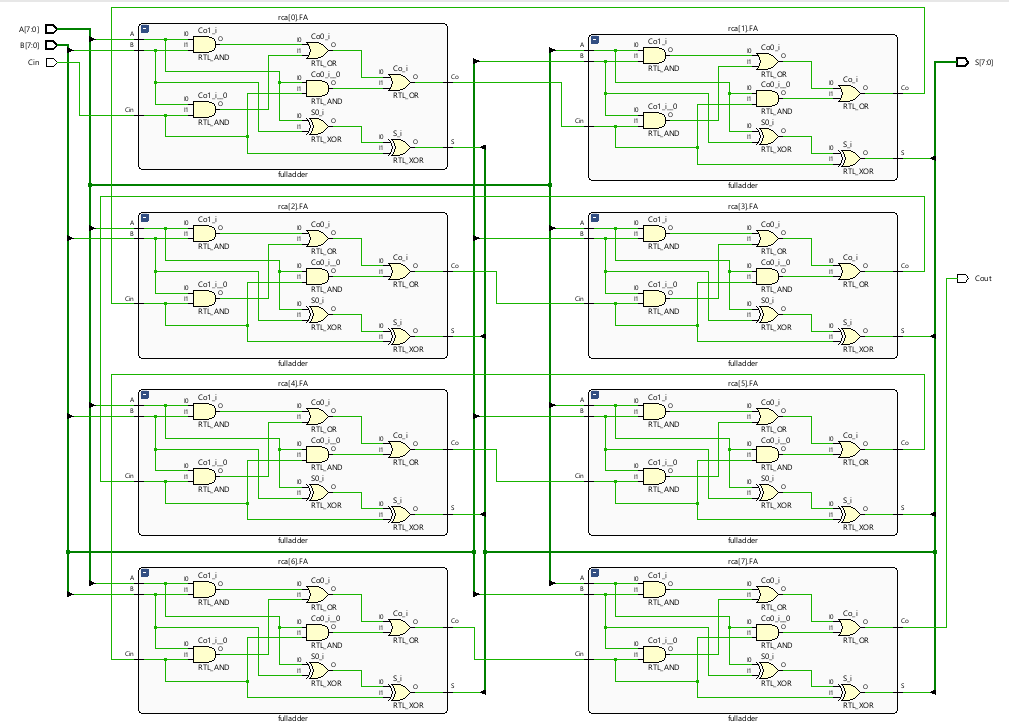 A[7:0]
B[7:0]
Cin
rca[0].FA
A
B
Cin
Co1_i
I0 I1 O
RTL_AND
Co1_i__0
I0 I1 O
RTL_AND
Co0_i
I0 I1 O
RTL_OR
Co0_i__0
I0 I1 O
RTL_AND
S0_i
I0 I1 O
RTL_XOR
Co_i
I0 I1 O
RTL_OR
S_i
I0 I1 O
RTL_XOR
Co
S
fulladder
rca[1].FA
A
B
Cin
Co1_i
I0 I1 O
RTL_AND
Co1_i__0
I0 I1 O
RTL_AND
Co0_i
I0 I1 O
RTL_OR
Co0_i__0
I0 I1 O
RTL_AND
S0_i
I0 I1 O
RTL_XOR
Co_i
I0 I1 O
RTL_OR
S_i
I0 I1 O
RTL_XOR
Co
S
fulladder
S[7:0]
rca[2].FA
A
B
Cin
Co1_i
I0 I1 O
RTL_AND
Co1_i__0
I0 I1 O
RTL_AND
Co0_i
I0 I1 O
RTL_OR
Co0_i__0
I0 I1 O
RTL_AND
S0_i
I0 I1 O
RTL_XOR
Co_i
I0 I1 O
RTL_OR
S_i
I0 I1 O
RTL_XOR
Co
S
fulladder
rca[3].FA
A
B
Cin
Co1_i
I0 I1 O
RTL_AND
Co1_i__0
I0 I1 O
RTL_AND
Co0_i
I0 I1 O
RTL_OR
Co0_i__0
I0 I1 O
RTL_AND
S0_i
I0 I1 O
RTL_XOR
Co_i
I0 I1 O
RTL_OR
S_i
I0 I1 O
RTL_XOR
Co
S
fulladder
Cout
rca[4].FA
A
B
Cin
Co1_i
I0 I1 O
RTL_AND
Co1_i__0
I0 I1 O
RTL_AND
Co0_i
I0 I1 O
RTL_OR
Co0_i__0
I0 I1 O
RTL_AND
S0_i
I0 I1 O
RTL_XOR
Co_i
I0 I1 O
RTL_OR
S_i
I0 I1 O
RTL_XOR
Co
S
fulladder
rca[5].FA
A
B
Cin
Co1_i
I0 I1 O
RTL_AND
Co1_i__0
I0 I1 O
RTL_AND
Co0_i
I0 I1 O
RTL_OR
Co0_i__0
I0 I1 O
RTL_AND
S0_i
I0 I1 O
RTL_XOR
Co_i
I0 I1 O
RTL_OR
S_i
I0 I1 O
RTL_XOR
Co
S
fulladder
rca[6].FA
A
B
Cin
Co1_i
I0 I1 O
RTL_AND
Co1_i__0
I0 I1 O
RTL_AND
Co0_i
I0 I1 O
RTL_OR
Co0_i__0
I0 I1 O
RTL_AND
S0_i
I0 I1 O
RTL_XOR
Co_i
I0 I1 O
RTL_OR
S_i
I0 I1 O
RTL_XOR
Co
S
fulladder
rca[7].FA
A
B
Cin
Co1_i
I0 I1 O
RTL_AND
Co1_i__0
I0 I1 O
RTL_AND
Co0_i
I0 I1 O
RTL_OR
Co0_i__0
I0 I1 O
RTL_AND
S0_i
I0 I1 O
RTL_XOR
Co_i
I0 I1 O
RTL_OR
S_i
I0 I1 O
RTL_XOR
Co
S
fulladder